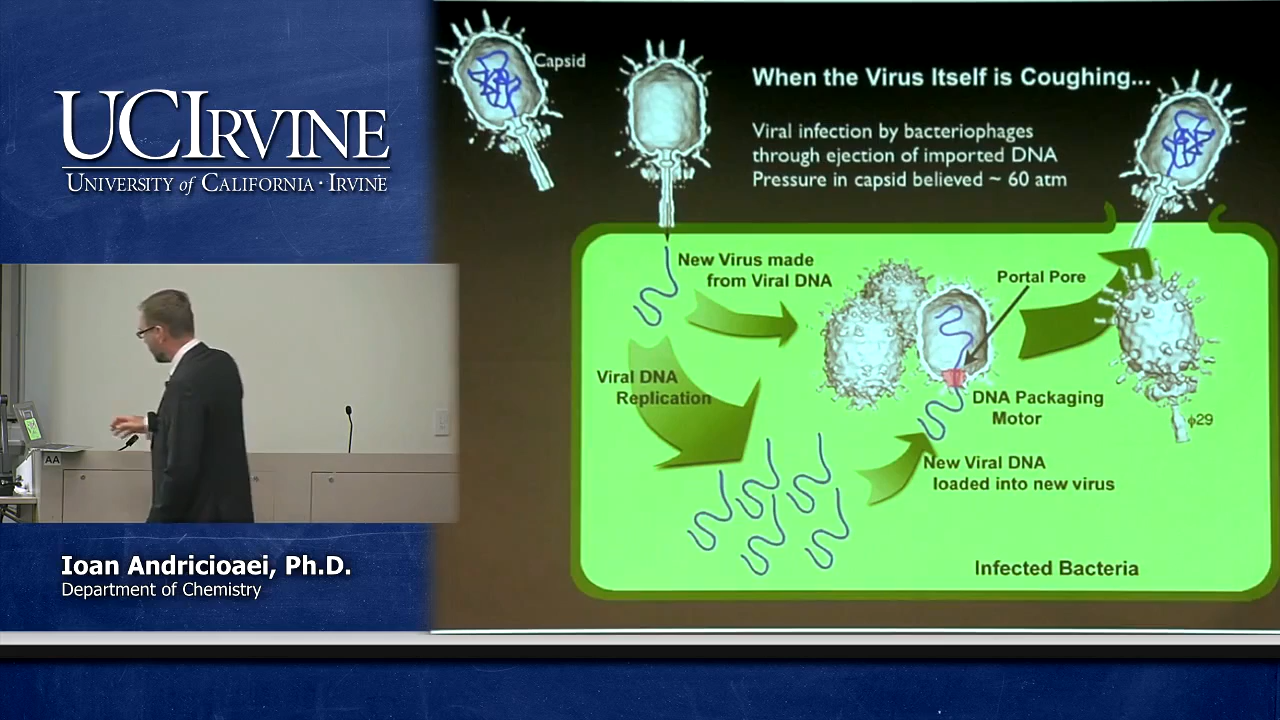 UCIRVINE
UNIVERSITY of CALIFORNIA · IRVINE
AA
Ioan Andricioaei, Ph.D.
Department of Chemistry
Capsid
When the Virus Itself is Coughing...
Viral infection by bacteriophages
through ejection of imported DNA
Pressure in capsid believed ~ 60 atm
New Virus made
from Viral DNA
Portal Pore
Viral DNA
Replication
DNA Packaging
Motor
ϕ29
New Viral DNA
loaded into new virus
Infected Bacteria